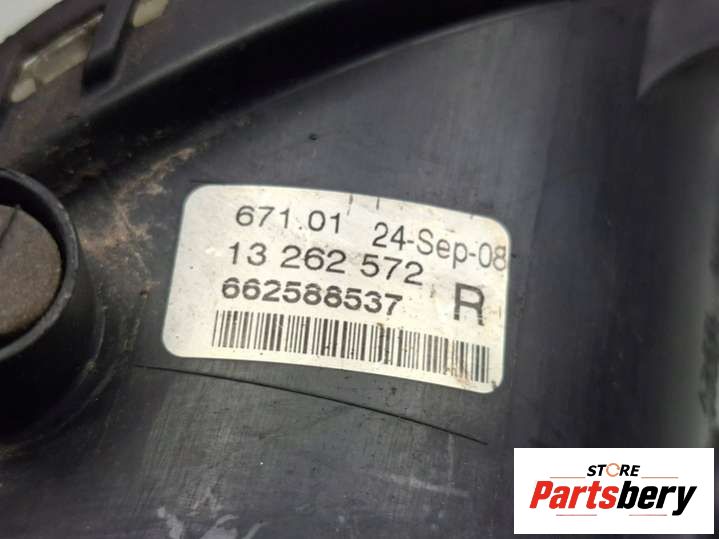 671.01 24-Sep-08
13 262 572
662588537 R
STORE
Partsbery